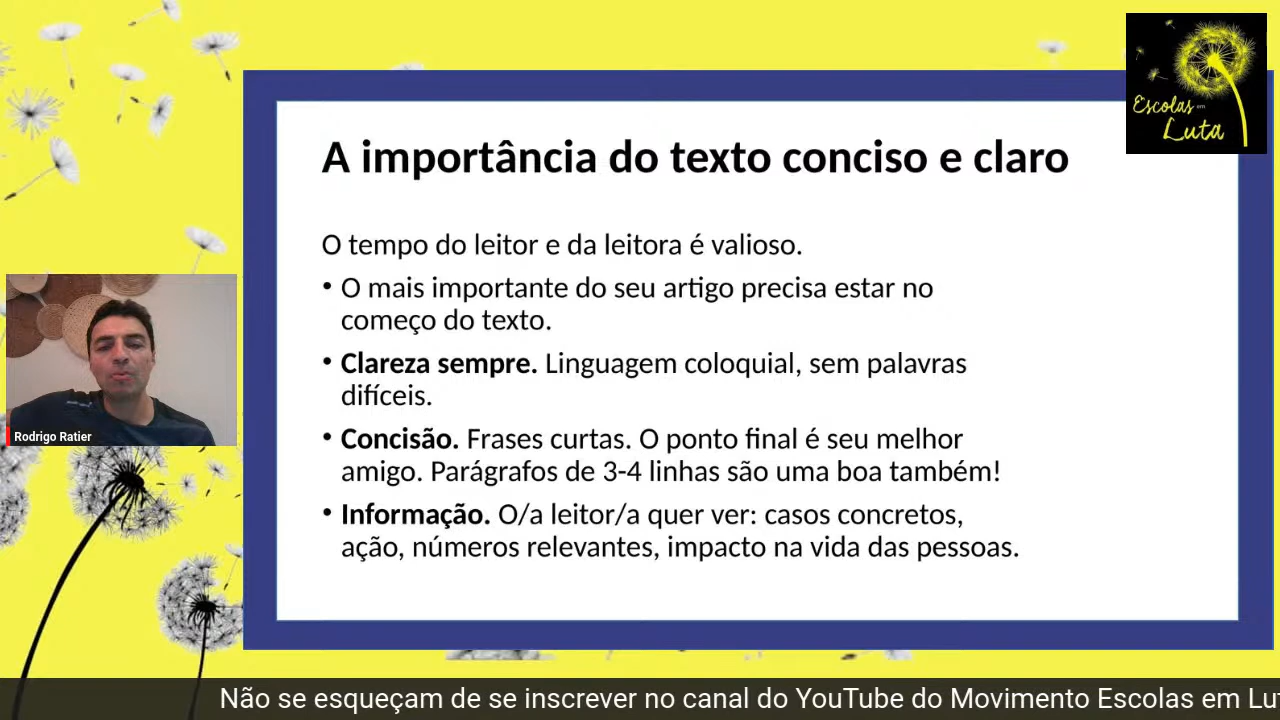 Escolas em
Luta
A importância do texto conciso e claro
O tempo do leitor e da leitora é valioso.
• O mais importante do seu artigo precisa estar no
começo do texto.
• Clareza sempre. Linguagem coloquial, sem palavras
difíceis.
• Concisão. Frases curtas. O ponto final é seu melhor
amigo. Parágrafos de 3-4 linhas são uma boa também!
• Informação. O/a leitor/a quer ver: casos concretos,
ação, números relevantes, impacto na vida das pessoas.
Rodrigo Ratier
Não se esqueçam de se inscrever no canal do YouTube do Movimento Escolas em Lu